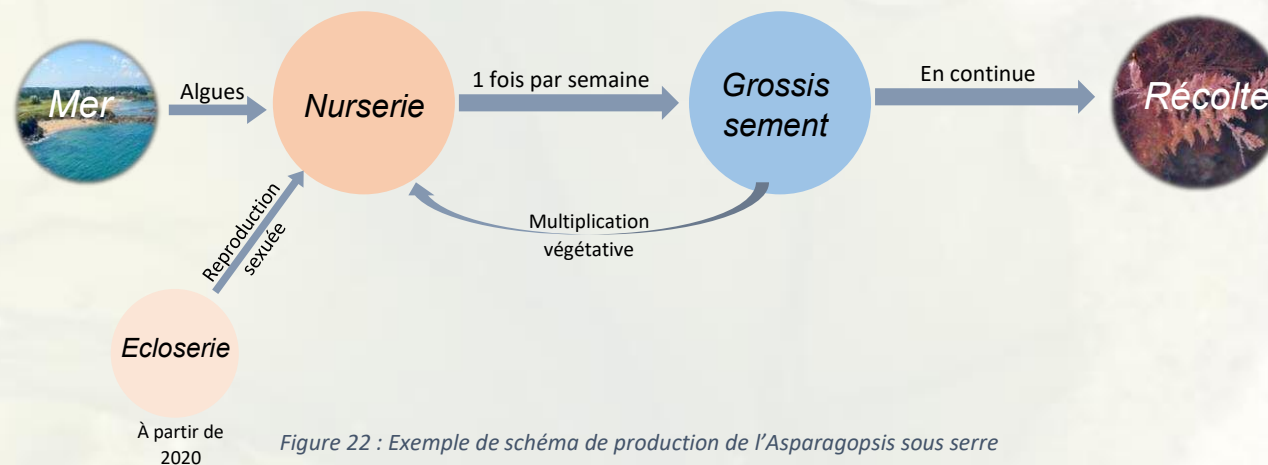 Mer
Algues
Nurserie
1 fois par semaine
Grossis
sement
En continue
Récolte
Multiplication
végétative
Reproduction
sexuée
Ecloserie
À partir de
2020
Figure 22 : Exemple de schéma de production de l'Asparagopsis sous serre